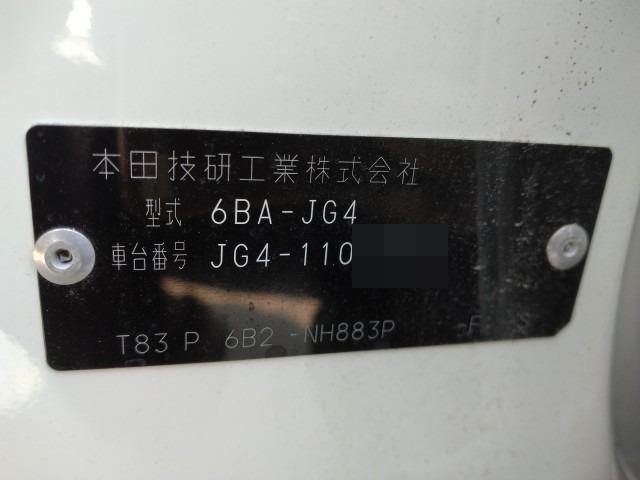 本田技研工業株式会社
型式 6BA-JG4
車台番号 JG4-110
T83 P 6B2 -NH883P